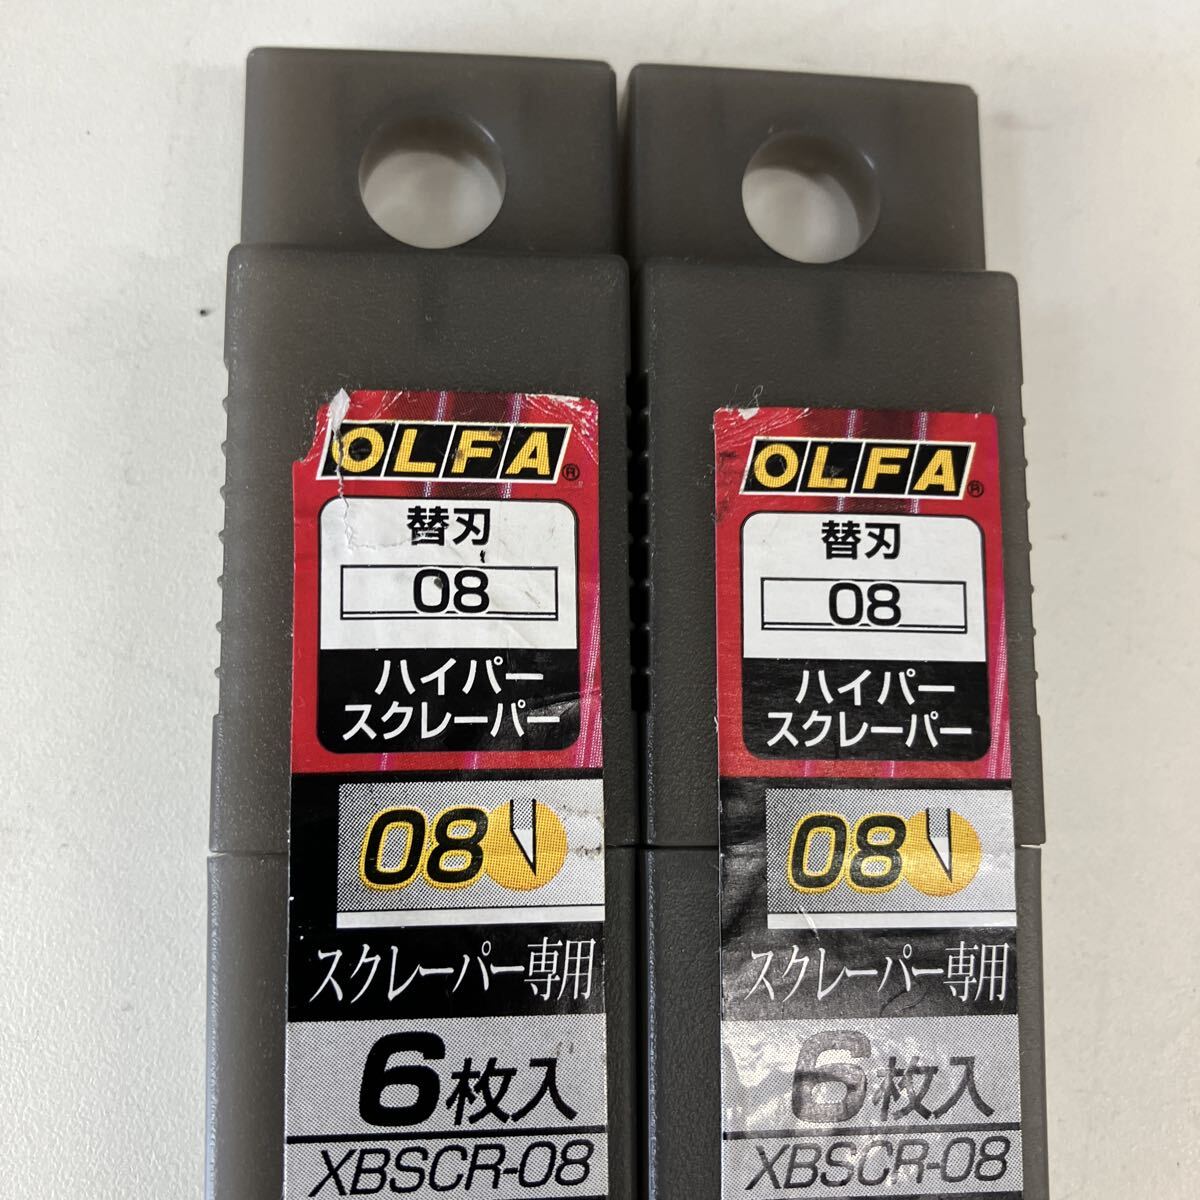 OLFA®
替刃
08
ハイパー
スクレーパー
08
スクレーパー専用
6枚入
XBSCR-08
OLFA®
替刃
08
ハイパー
スクレーパー
08
スクレーパー専用
6枚入
XBSCR-08